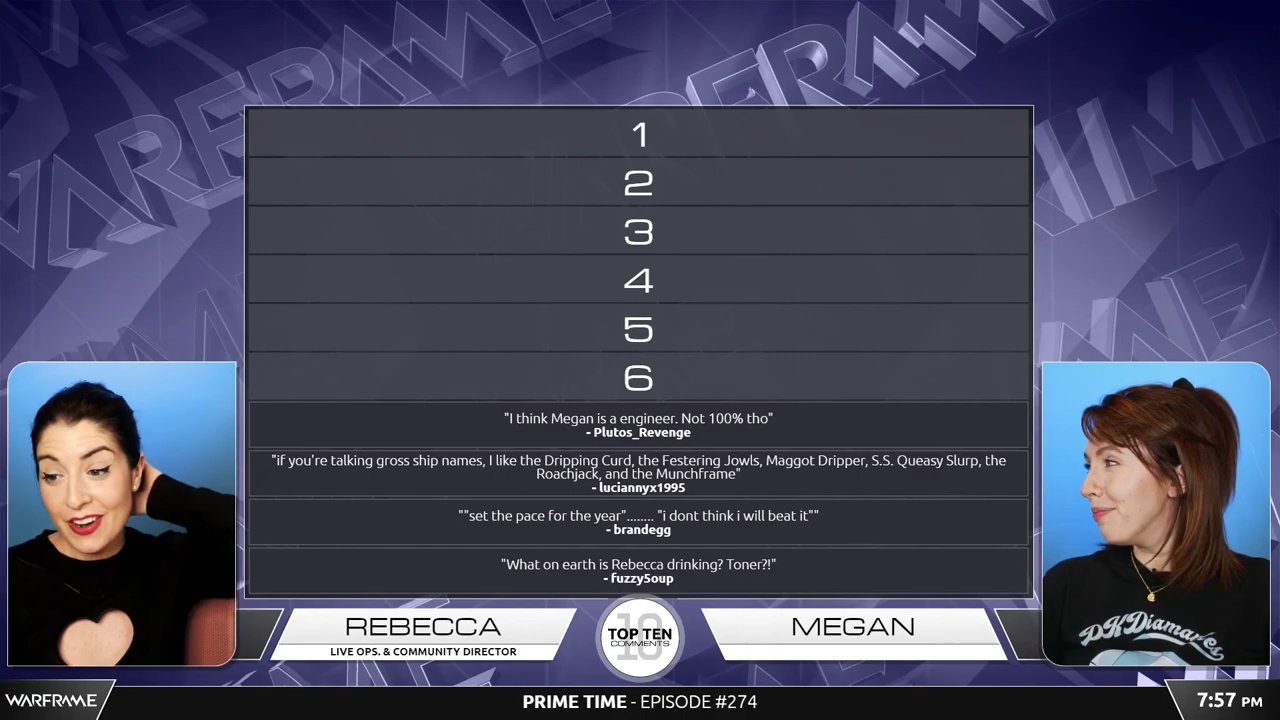 1
2
3
4
5
6
"I think Megan is a engineer. Not 100% tho"
- Plutos_Revenge
"if you're talking gross ship names, I like the Dripping Curd, the Festering Jowls, Maggot Dripper, S.S. Queasy Slurp, the
Roachjack, and the Munchframe"
- luciannyx1995
""set the pace for the year"........ "i dont think i will beat it""
- brandegg
"What on earth is Rebecca drinking? Toner?!"
- fuzzy5oup
REBECCA
LIVE OPS. & COMMUNITY DIRECTOR
10
TOP TEN
COMMENTS
MEGAN
WARFRAME
PRIME TIME - EPISODE #274
7:57 PM